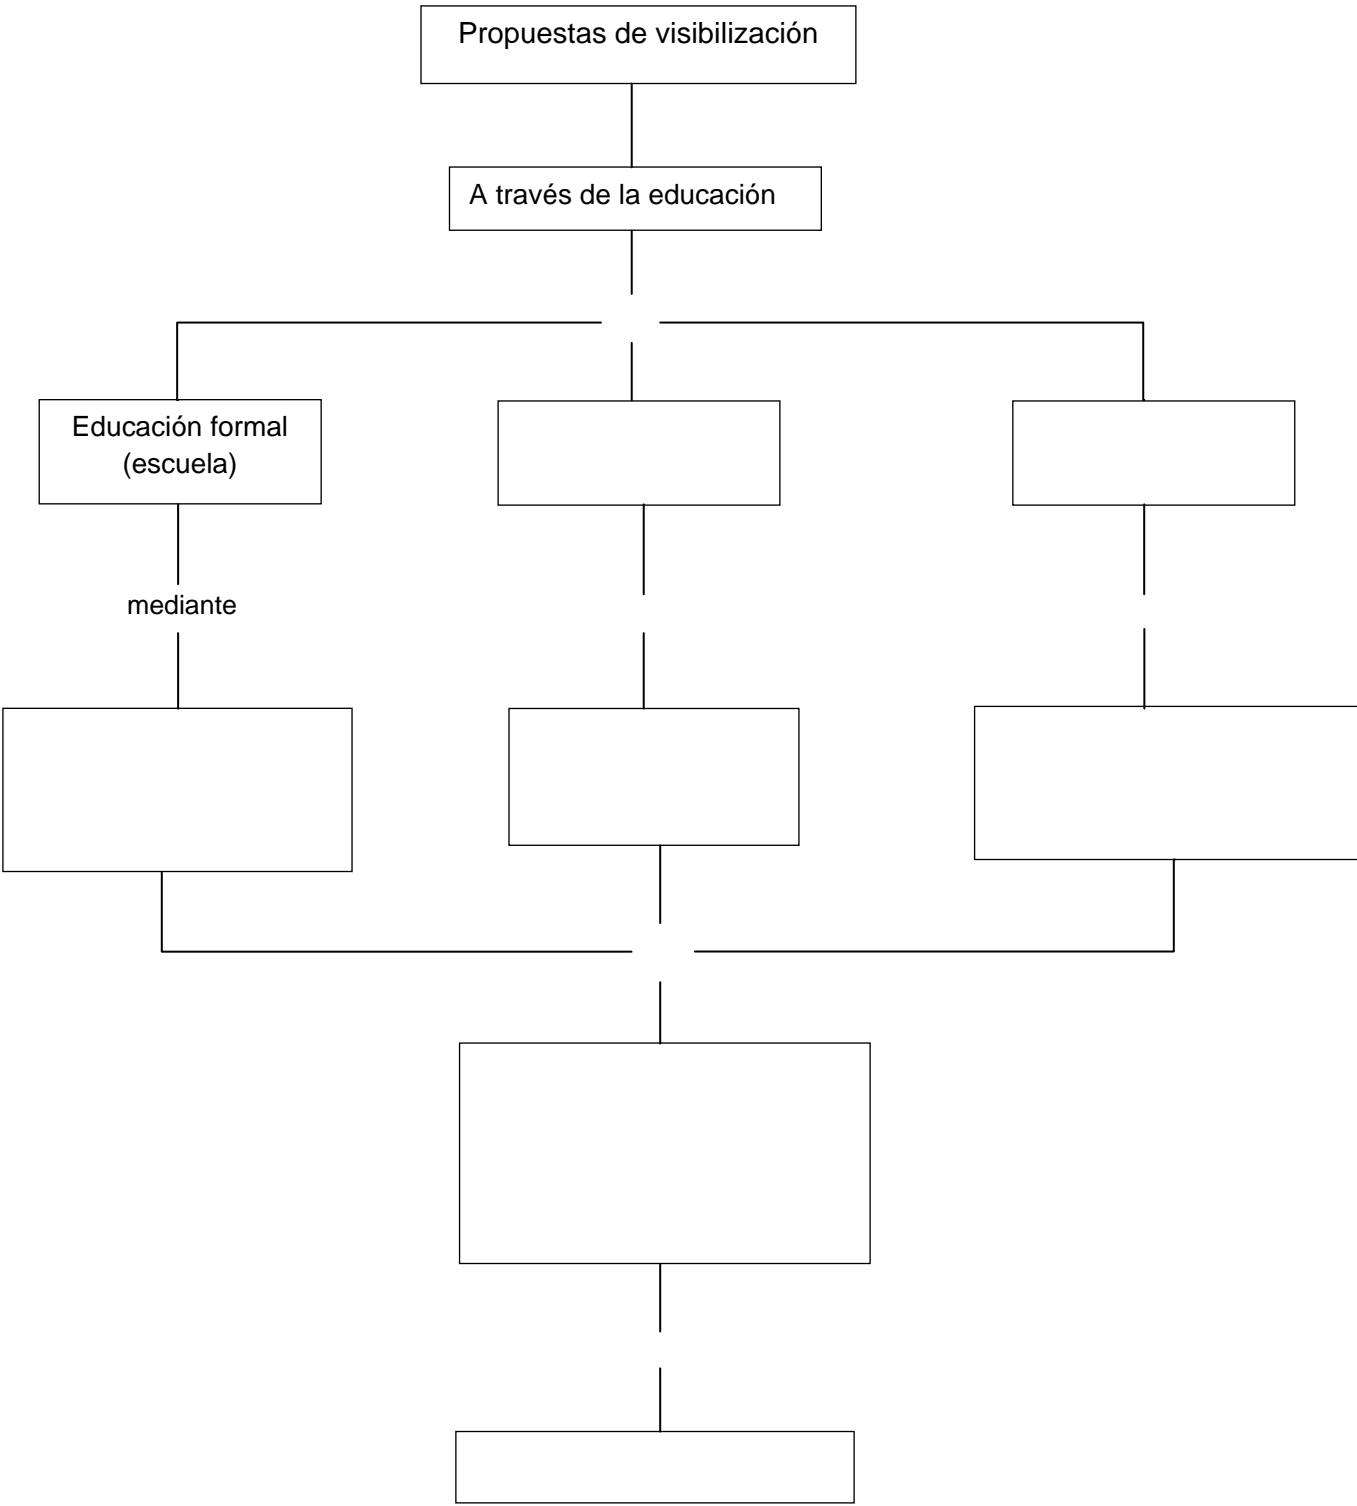 Propuestas de visibilización
A través de la educación
Educación formal
(escuela)
mediante